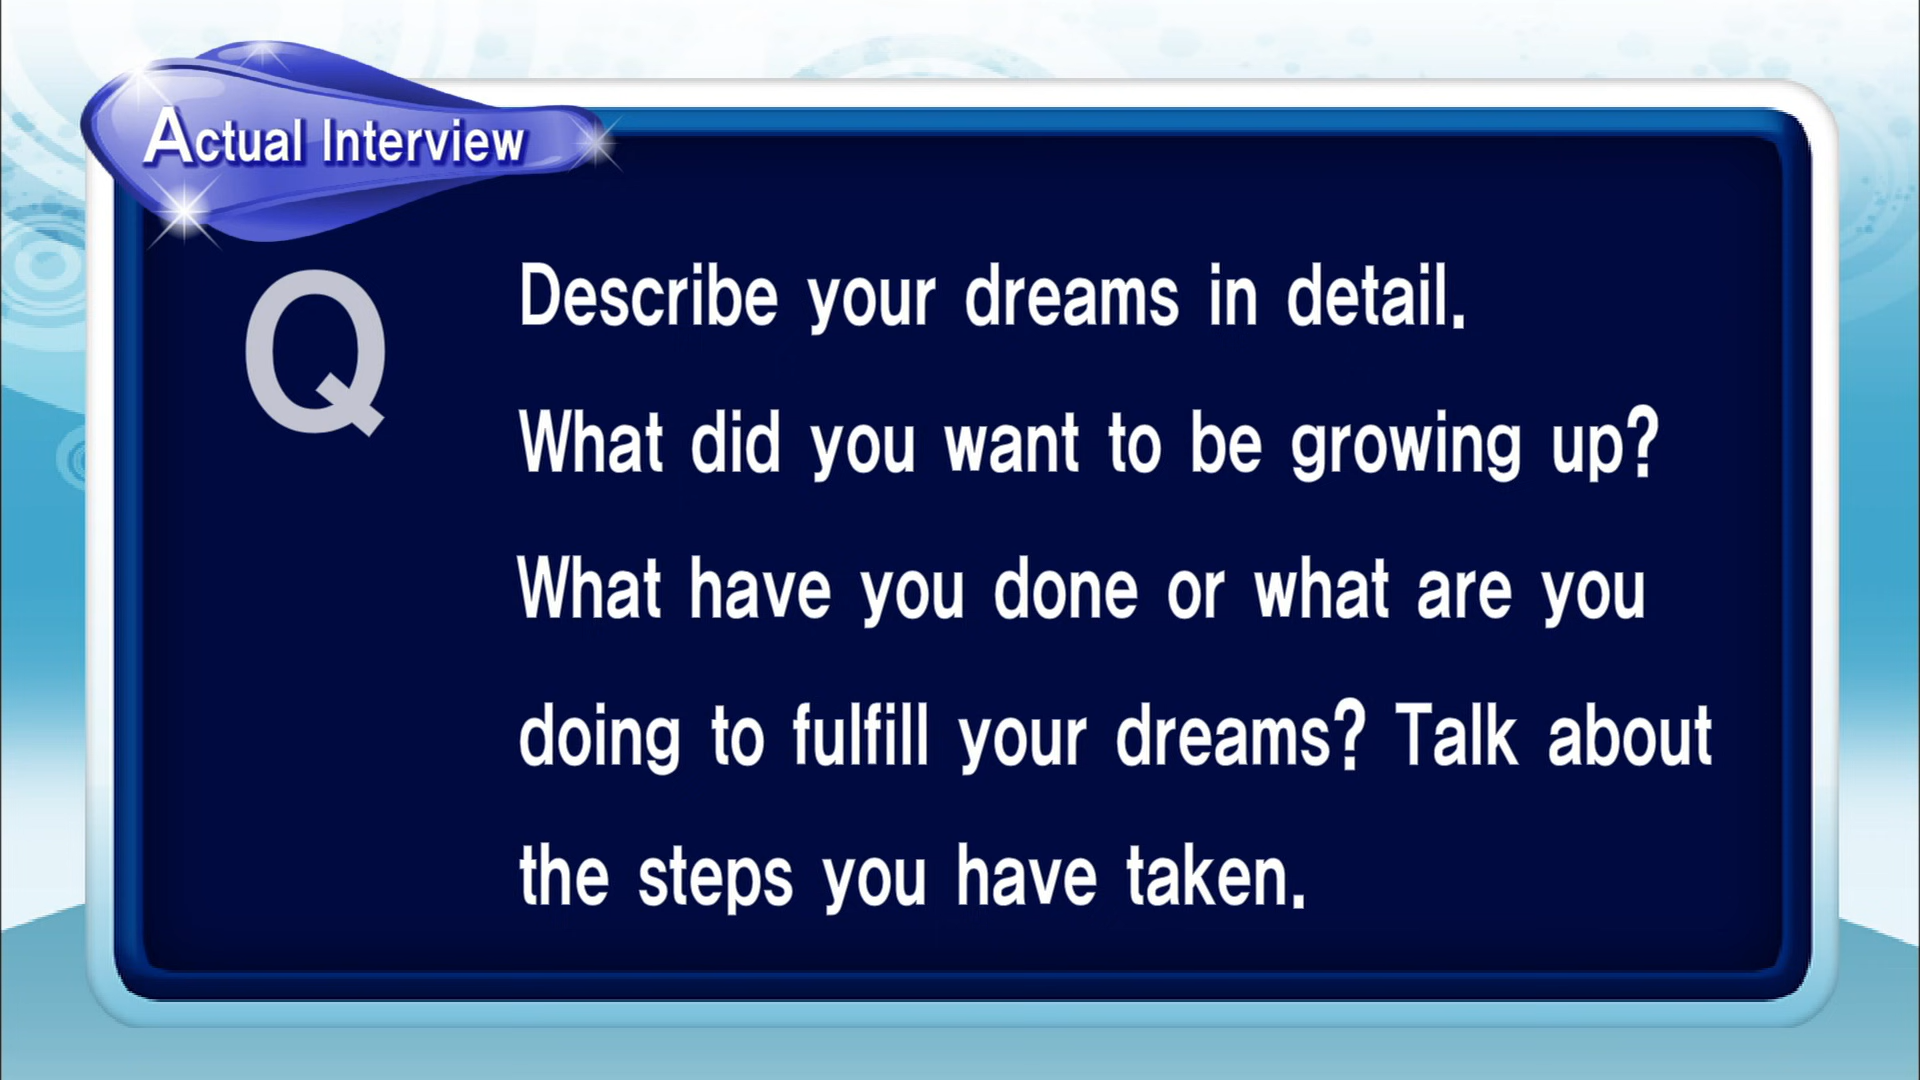 Actual Interview
Q
Describe your dreams in detail.
What did you want to be growing up?
What have you done or what are you
doing to fulfill your dreams? Talk about
the steps you have taken.